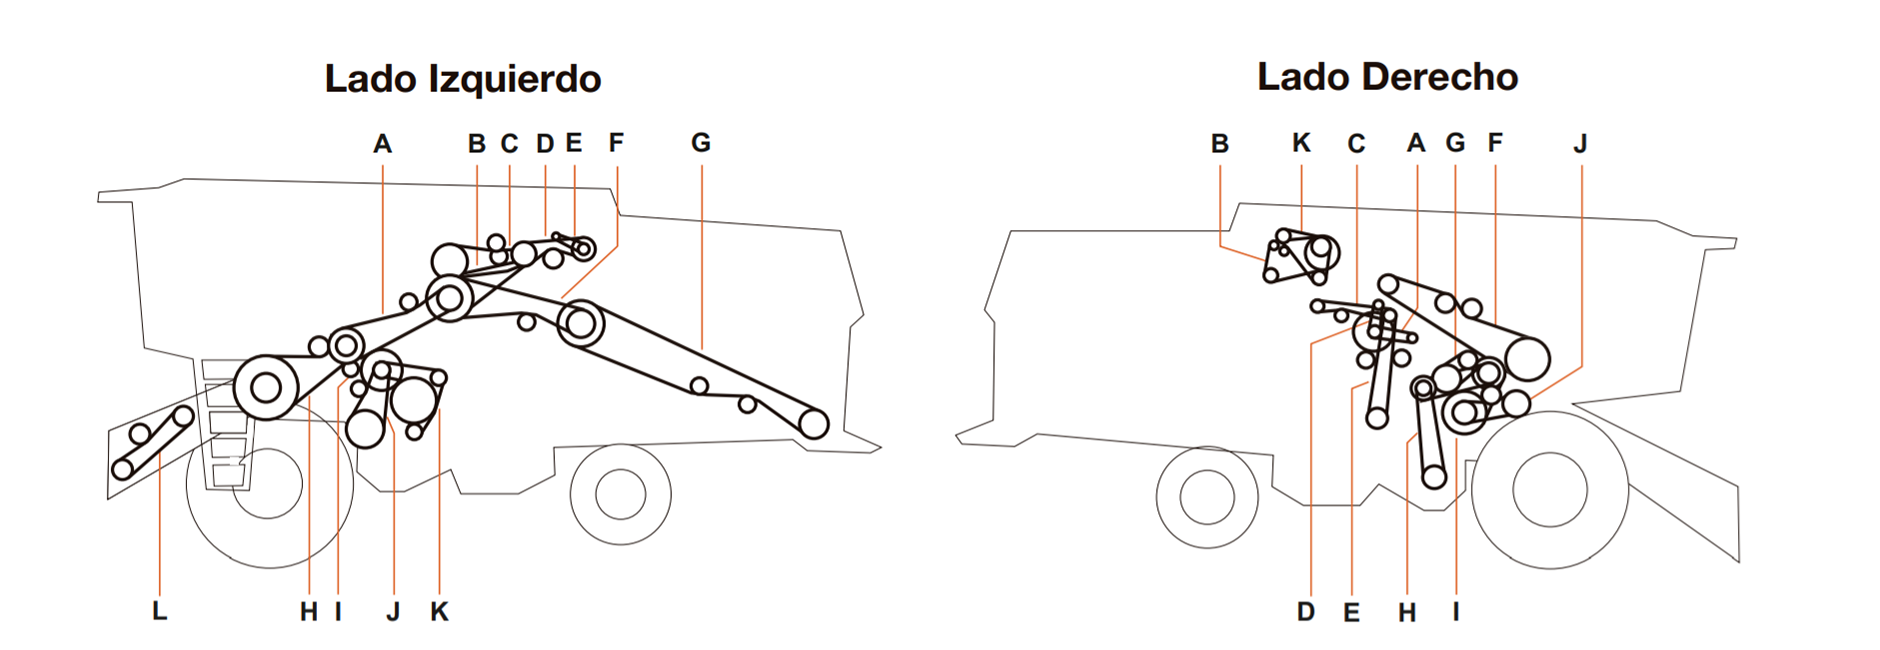 Lado Izquierdo
A B C D E F G
L H I J K
Lado Derecho
B K C A G F J
D E H I